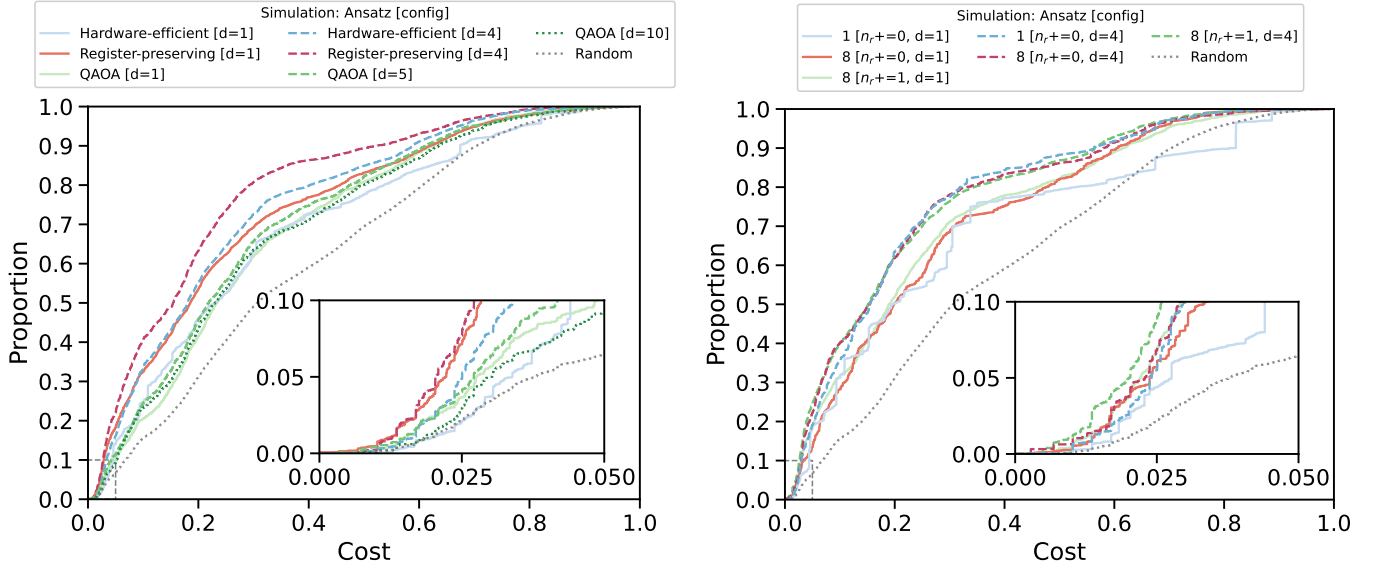 Simulation: Ansatz [config]
Hardware-efficient [d=1] Hardware-efficient [d=4] QAOA [d=10]
Register-preserving [d=1] Register-preserving [d=4] Random
QAOA [d=1] QAOA [d=5]
1.0
0.9
0.8
0.7
0.6
0.5
0.4
0.3
0.2
0.1
0.0
Proportion
0.10
0.05
0.00
0.000 0.025 0.050
0.0 0.2 0.4 0.6 0.8 1.0
Cost
Simulation: Ansatz [config]
1 [nᵣ+=0, d=1] 1 [nᵣ+=0, d=4] 8 [nᵣ+=1, d=4]
8 [nᵣ+=0, d=1] 8 [nᵣ+=0, d=4] Random
8 [nᵣ+=1, d=1]
1.0
0.9
0.8
0.7
0.6
0.5
0.4
0.3
0.2
0.1
0.0
Proportion
0.10
0.05
0.00
0.000 0.025 0.050
0.0 0.2 0.4 0.6 0.8 1.0
Cost